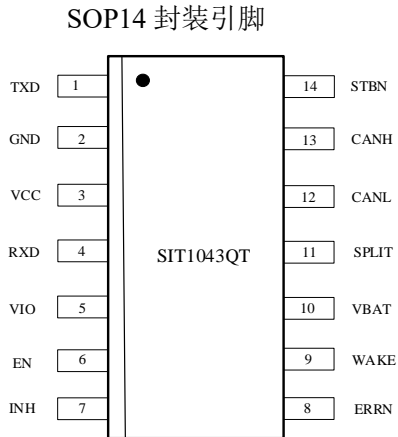 SOP14 封装引脚
TXD 1 14 STBN
GND 2 13 CANH
VCC 3 12 CANL
RXD 4 SIT1043QT 11 SPLIT
VIO 5 10 VBAT
EN 6 9 WAKE
INH 7 8 ERRN